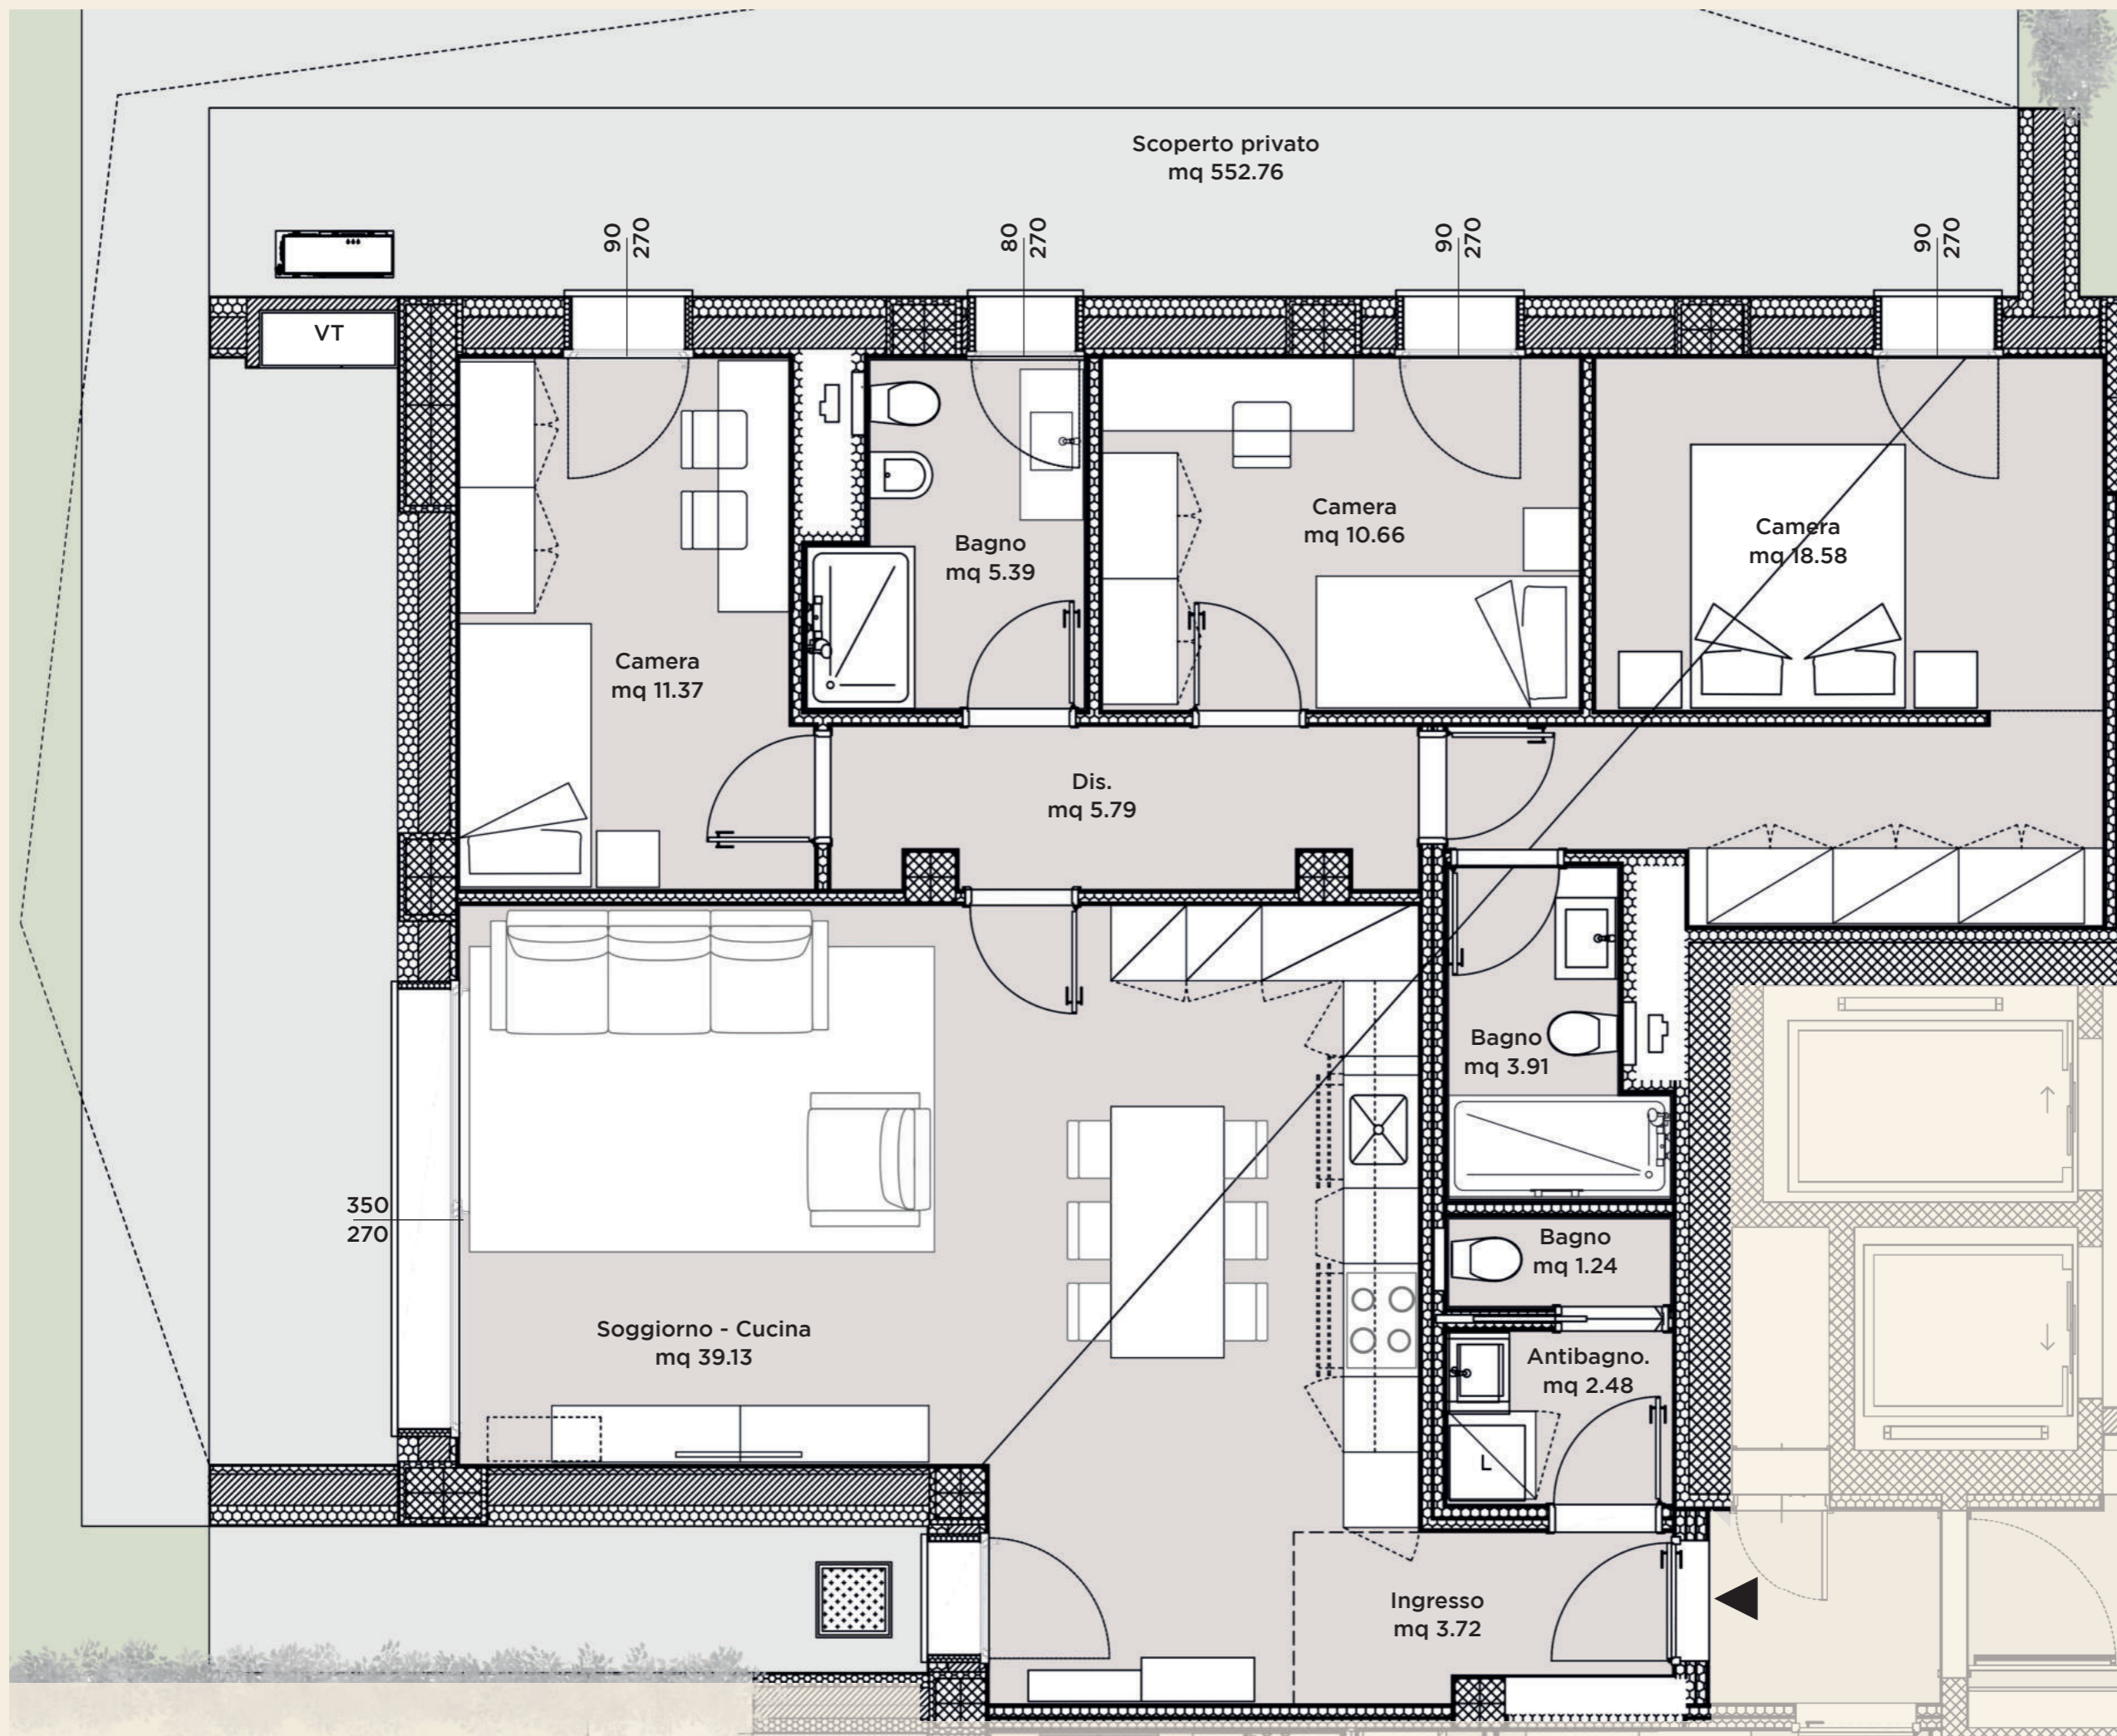 Scoperto privato
mq 552.76
90
270
80
270
90
270
90
270
VT
Camera
mq 10.66
Camera
mq 18.58
Bagno
mq 5.39
Camera
mq 11.37
Dis.
mq 5.79
Bagno
mq 3.91
350
270
Bagno
mq 1.24
Soggiorno - Cucina
mq 39.13
Antibagno.
mq 2.48
L
Ingresso
mq 3.72